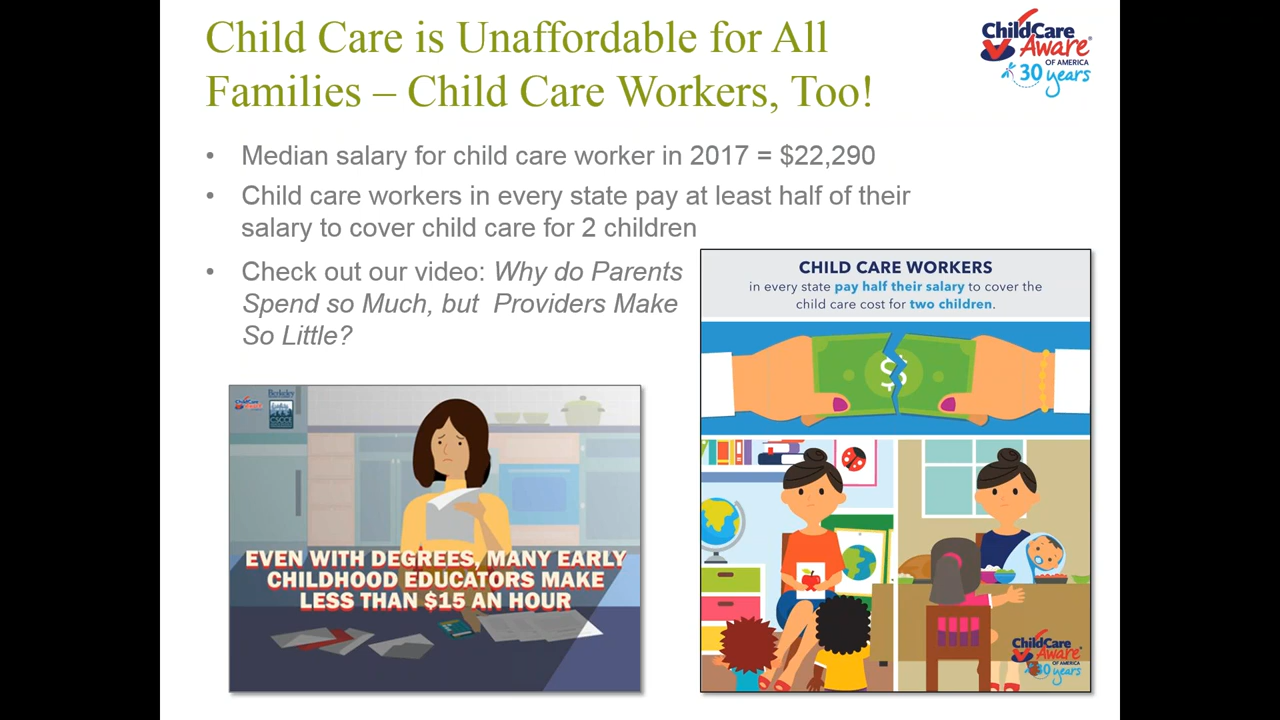 Child Care is Unaffordable for All
Families – Child Care Workers, Too!
ChildCare
Aware®
OF AMERICA
30 years
• Median salary for child care worker in 2017 = $22,290
• Child care workers in every state pay at least half of their
salary to cover child care for 2 children
• Check out our video: Why do Parents
Spend so Much, but Providers Make
So Little?
CHILD CARE WORKERS
in every state pay half their salary to cover the
child care cost for two children.
ChildCare
Aware
Berkeley
EVEN WITH DEGREES, MANY EARLY
CHILDHOOD EDUCATORS MAKE
LESS THAN $15 AN HOUR
ChildCare
Aware
OF AMERICA
30 years